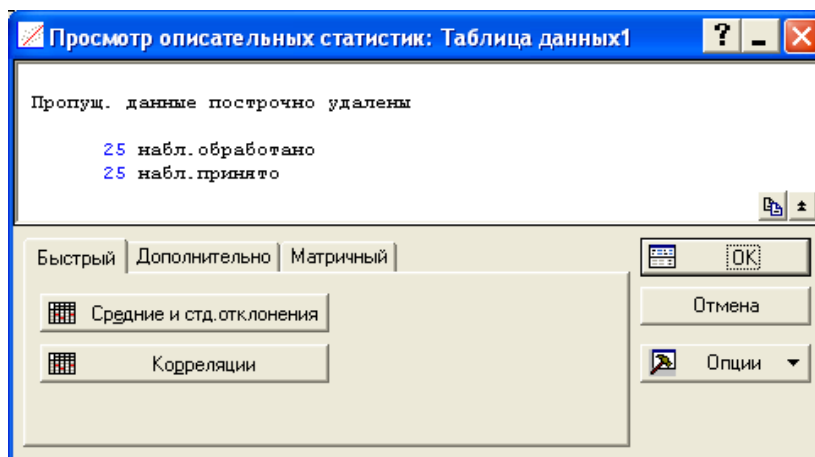 Просмотр описательных статистик: Таблица данных1
Пропущ. данные построчно удалены
25 набл.обработано
25 набл.принято
Быстрый
Дополнительно
Матричный
Средние и стд.отклонения
Корреляции
OK
Отмена
Опции